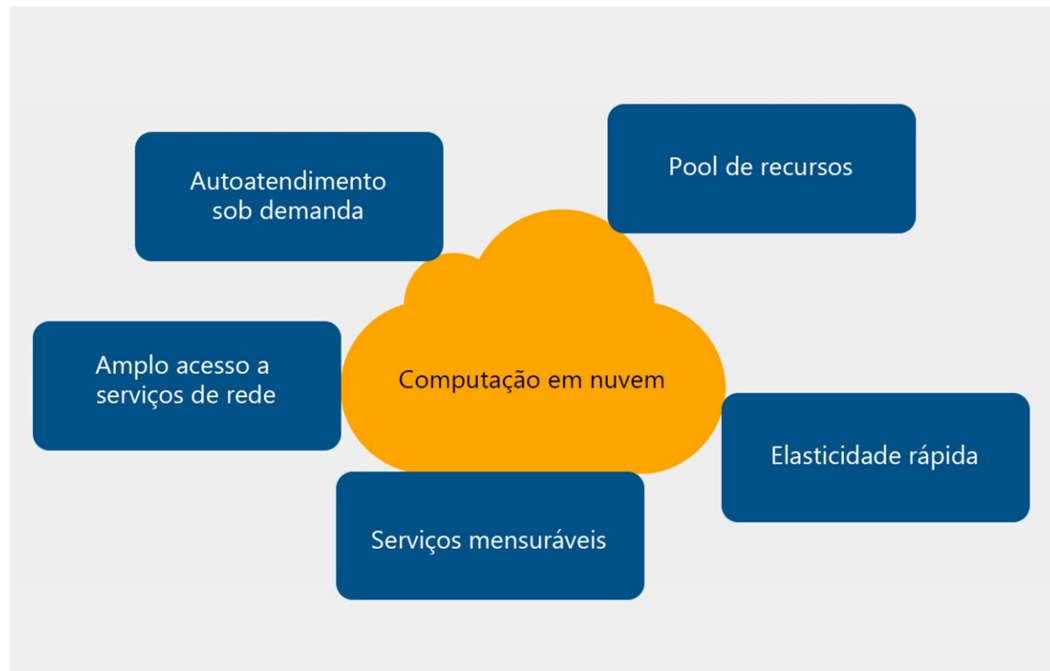 Autoatendimento
sob demanda
Pool de recursos
Amplo acesso a
serviços de rede
Computação em nuvem
Elasticidade rápida
Serviços mensuráveis